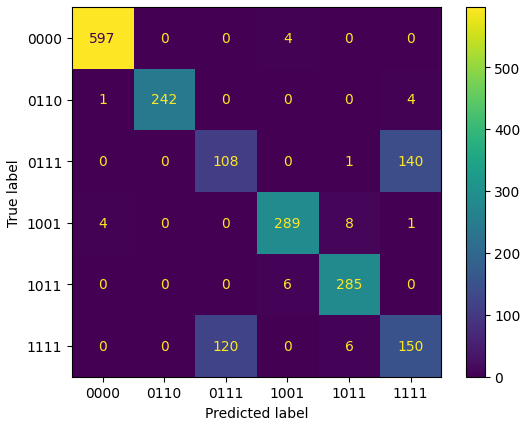 0000 597 0 0 4 0 0
0110 1 242 0 0 0 4
0111 0 0 108 0 1 140
1001 4 0 0 289 8 1
1011 0 0 0 6 285 0
1111 0 0 120 0 6 150
0000 0110 0111 1001 1011 1111
Predicted label
True label
500
400
300
200
100
0